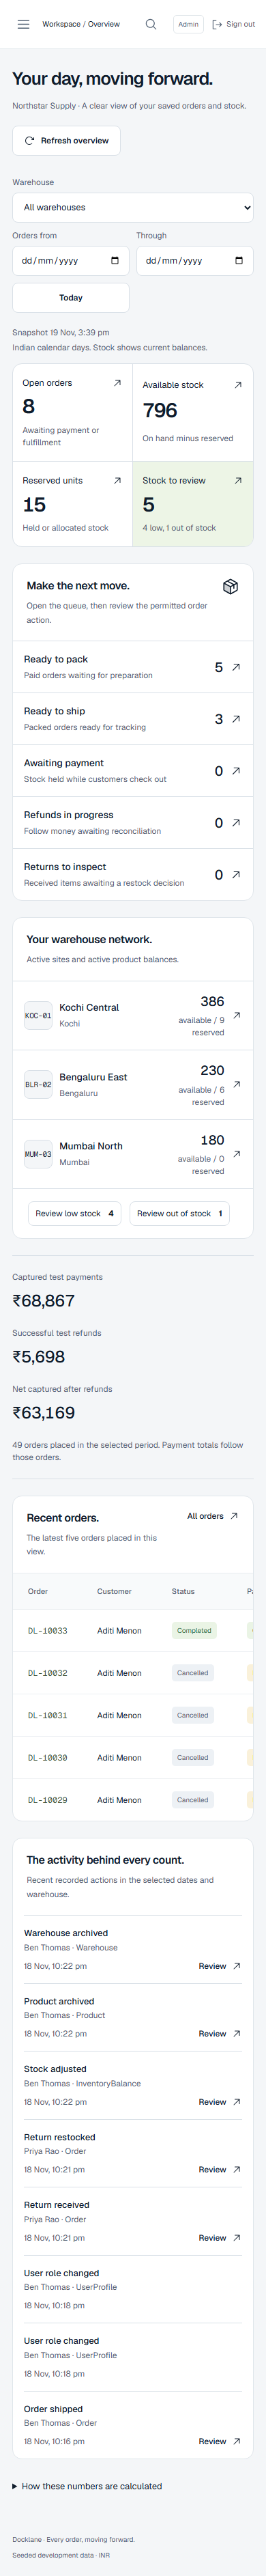 Workspace / Overview
Admin
Sign out
Your day, moving forward.
Northstar Supply · A clear view of your saved orders and stock.
Refresh overview
Warehouse
All warehouses
Orders from
Through
dd/mm/yyyy
dd/mm/yyyy
Today
Snapshot 19 Nov, 3:39 pm
Indian calendar days. Stock shows current balances.
Open orders
8
Awaiting payment or
fulfillment
Available stock
796
On hand minus reserved
Reserved units
15
Held or allocated stock
Stock to review
5
4 low, 1 out of stock
Make the next move.
Open the queue, then review the permitted order
action.
Ready to pack
Paid orders waiting for preparation
5
Ready to ship
Packed orders ready for tracking
3
Awaiting payment
Stock held while customers check out
0
Refunds in progress
Follow money awaiting reconciliation
0
Returns to inspect
Received items awaiting a restock decision
0
Your warehouse network.
Active sites and active product balances.
KOC-01
Kochi Central
Kochi
386
available / 9
reserved
BLR-02
Bengaluru East
Bengaluru
230
available / 6
reserved
MUM-03
Mumbai North
Mumbai
180
available / 0
reserved
Review low stock 4
Review out of stock 1
Captured test payments
₹68,867
Successful test refunds
₹5,698
Net captured after refunds
₹63,169
49 orders placed in the selected period. Payment totals follow
those orders.
Recent orders.
All orders
The latest five orders placed in this
view.
Order Customer Status Pa
DL-10033 Aditi Menon Completed
DL-10032 Aditi Menon Cancelled
DL-10031 Aditi Menon Cancelled
DL-10030 Aditi Menon Cancelled
DL-10029 Aditi Menon Cancelled
The activity behind every count.
Recent recorded actions in the selected dates and
warehouse.
Warehouse archived
Ben Thomas · Warehouse
18 Nov, 10:22 pm
Review
Product archived
Ben Thomas · Product
18 Nov, 10:22 pm
Review
Stock adjusted
Ben Thomas · InventoryBalance
18 Nov, 10:22 pm
Review
Return restocked
Priya Rao · Order
18 Nov, 10:21 pm
Review
Return received
Priya Rao · Order
18 Nov, 10:21 pm
Review
User role changed
Ben Thomas · UserProfile
18 Nov, 10:18 pm
User role changed
Ben Thomas · UserProfile
18 Nov, 10:18 pm
Order shipped
Ben Thomas · Order
18 Nov, 10:16 pm
Review
How these numbers are calculated
Docklane · Every order, moving forward.
Seeded development data · INR